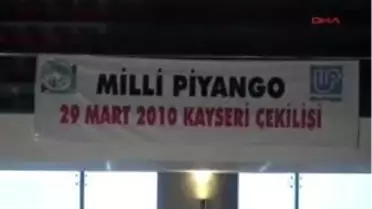 DHA
MİLLİ PİYANGO
29 MART 2010 KAYSERİ ÇEKİLİŞİ